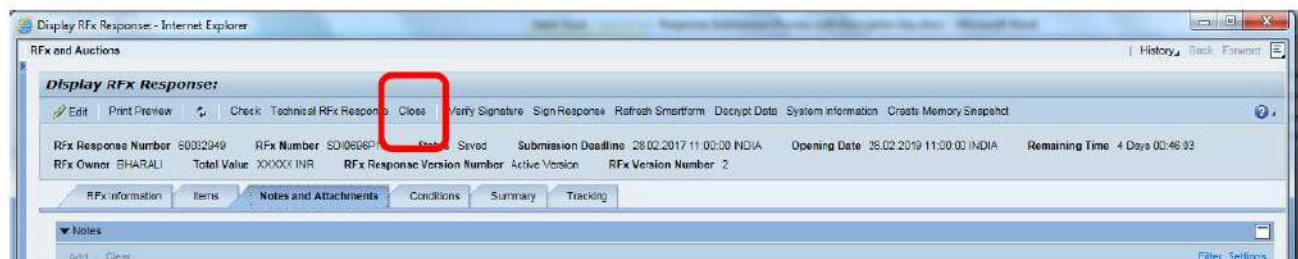 Display RFx Response: - Internet Explorer
RFx and Auctions History Back Forward
Display RFx Response:
Edit Print Preview Check Technical RFx Response Close Verify Signature Sign Response Refresh Smartform Decrypt Data System Information Create Memory Snapshot
RFx Response Number 60032949 RFx Number SDI0696P1 Status Saved Submission Deadline 28.02.2017 11:00:00 INDIA Opening Date 28.02.2019 11:00:00 INDIA Remaining Time 4 Days 00:46:03
RFx Owner BHARALI Total Value XXXXX INR RFx Response Version Number Active Version RFx Version Number 2
RFx Information Items Notes and Attachments Conditions Summary Tracking
Notes
Add Clear Filter Settings